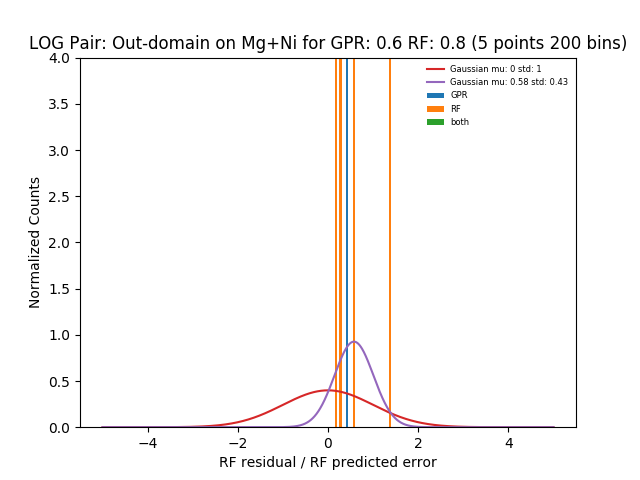 LOG Pair: Out-domain on Mg+Ni for GPR: 0.6 RF: 0.8 (5 points 200 bins)
Gaussian mu: 0 std: 1
Gaussian mu: 0.58 std: 0.43
GPR
RF
both
Normalized Counts
4.0
3.5
3.0
2.5
2.0
1.5
1.0
0.5
0.0
−4
−2
0
2
4
RF residual / RF predicted error